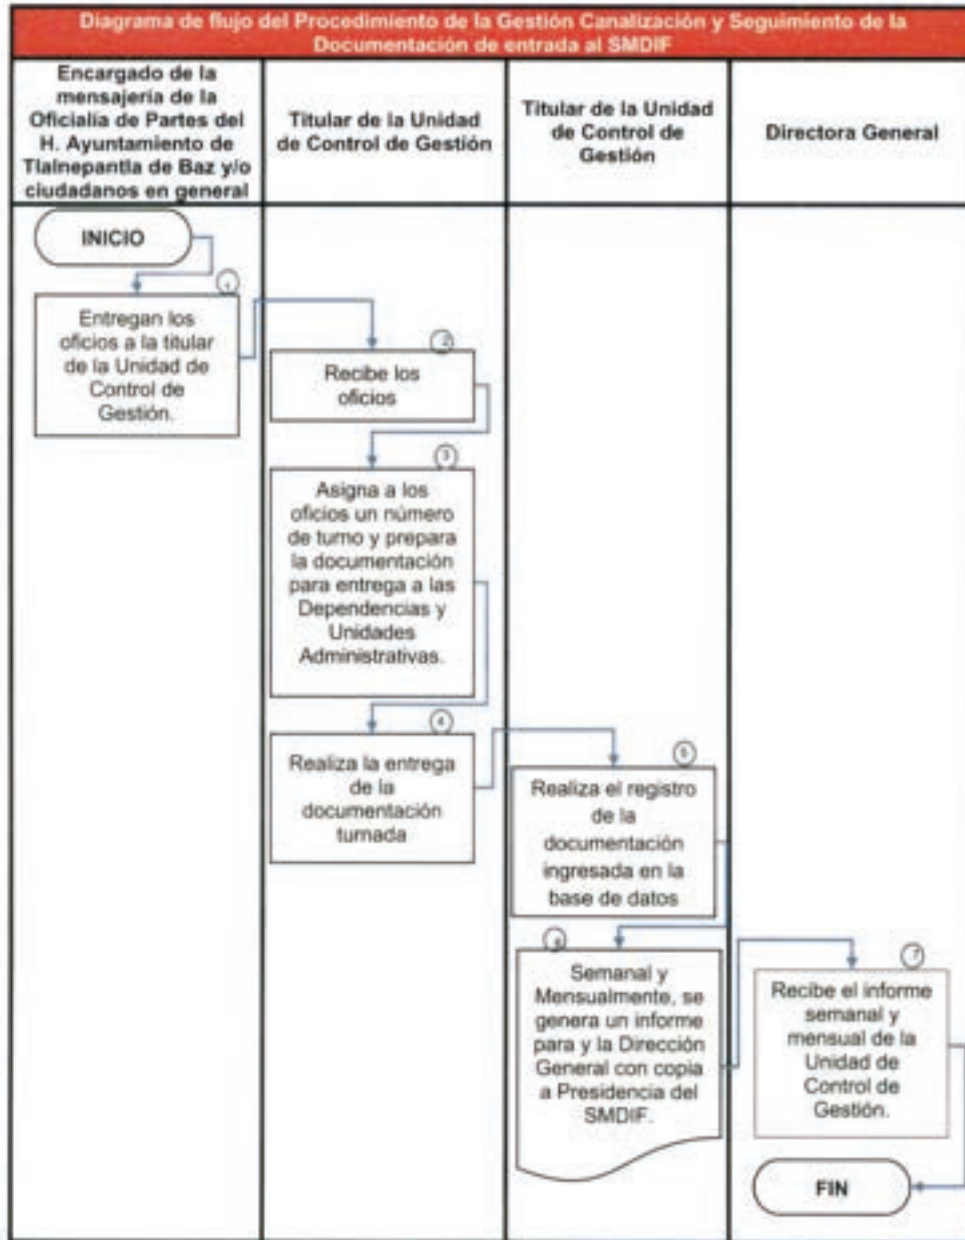 Diagrama de flujo del Procedimiento de la Gestión Canalización y Seguimiento de la
Documentación de entrada al SMDIF
Encargado de la
mensajería de la
Oficialía de Partes del
H. Ayuntamiento de
Tlalnepantla de Baz y/o
ciudadanos en general
Titular de la Unidad
de Control de Gestión
Titular de la Unidad
de Control de
Gestión
Directora General
INICIO
1
Entregan los
oficios a la titular
de la Unidad de
Control de
Gestión.
2
Recibe los
oficios
3
Asigna a los
oficios un número
de turno y prepara
la documentación
para entrega a las
Dependencias y
Unidades
Administrativas.
4
Realiza la entrega
de la
documentación
turnada
5
Realiza el registro
de la
documentación
ingresada en la
base de datos
6
Semanal y
Mensualmente, se
genera un informe
para y la Dirección
General con copia
a Presidencia del
SMDIF.
7
Recibe el informe
semanal y
mensual de la
Unidad de
Control de
Gestión.
FIN